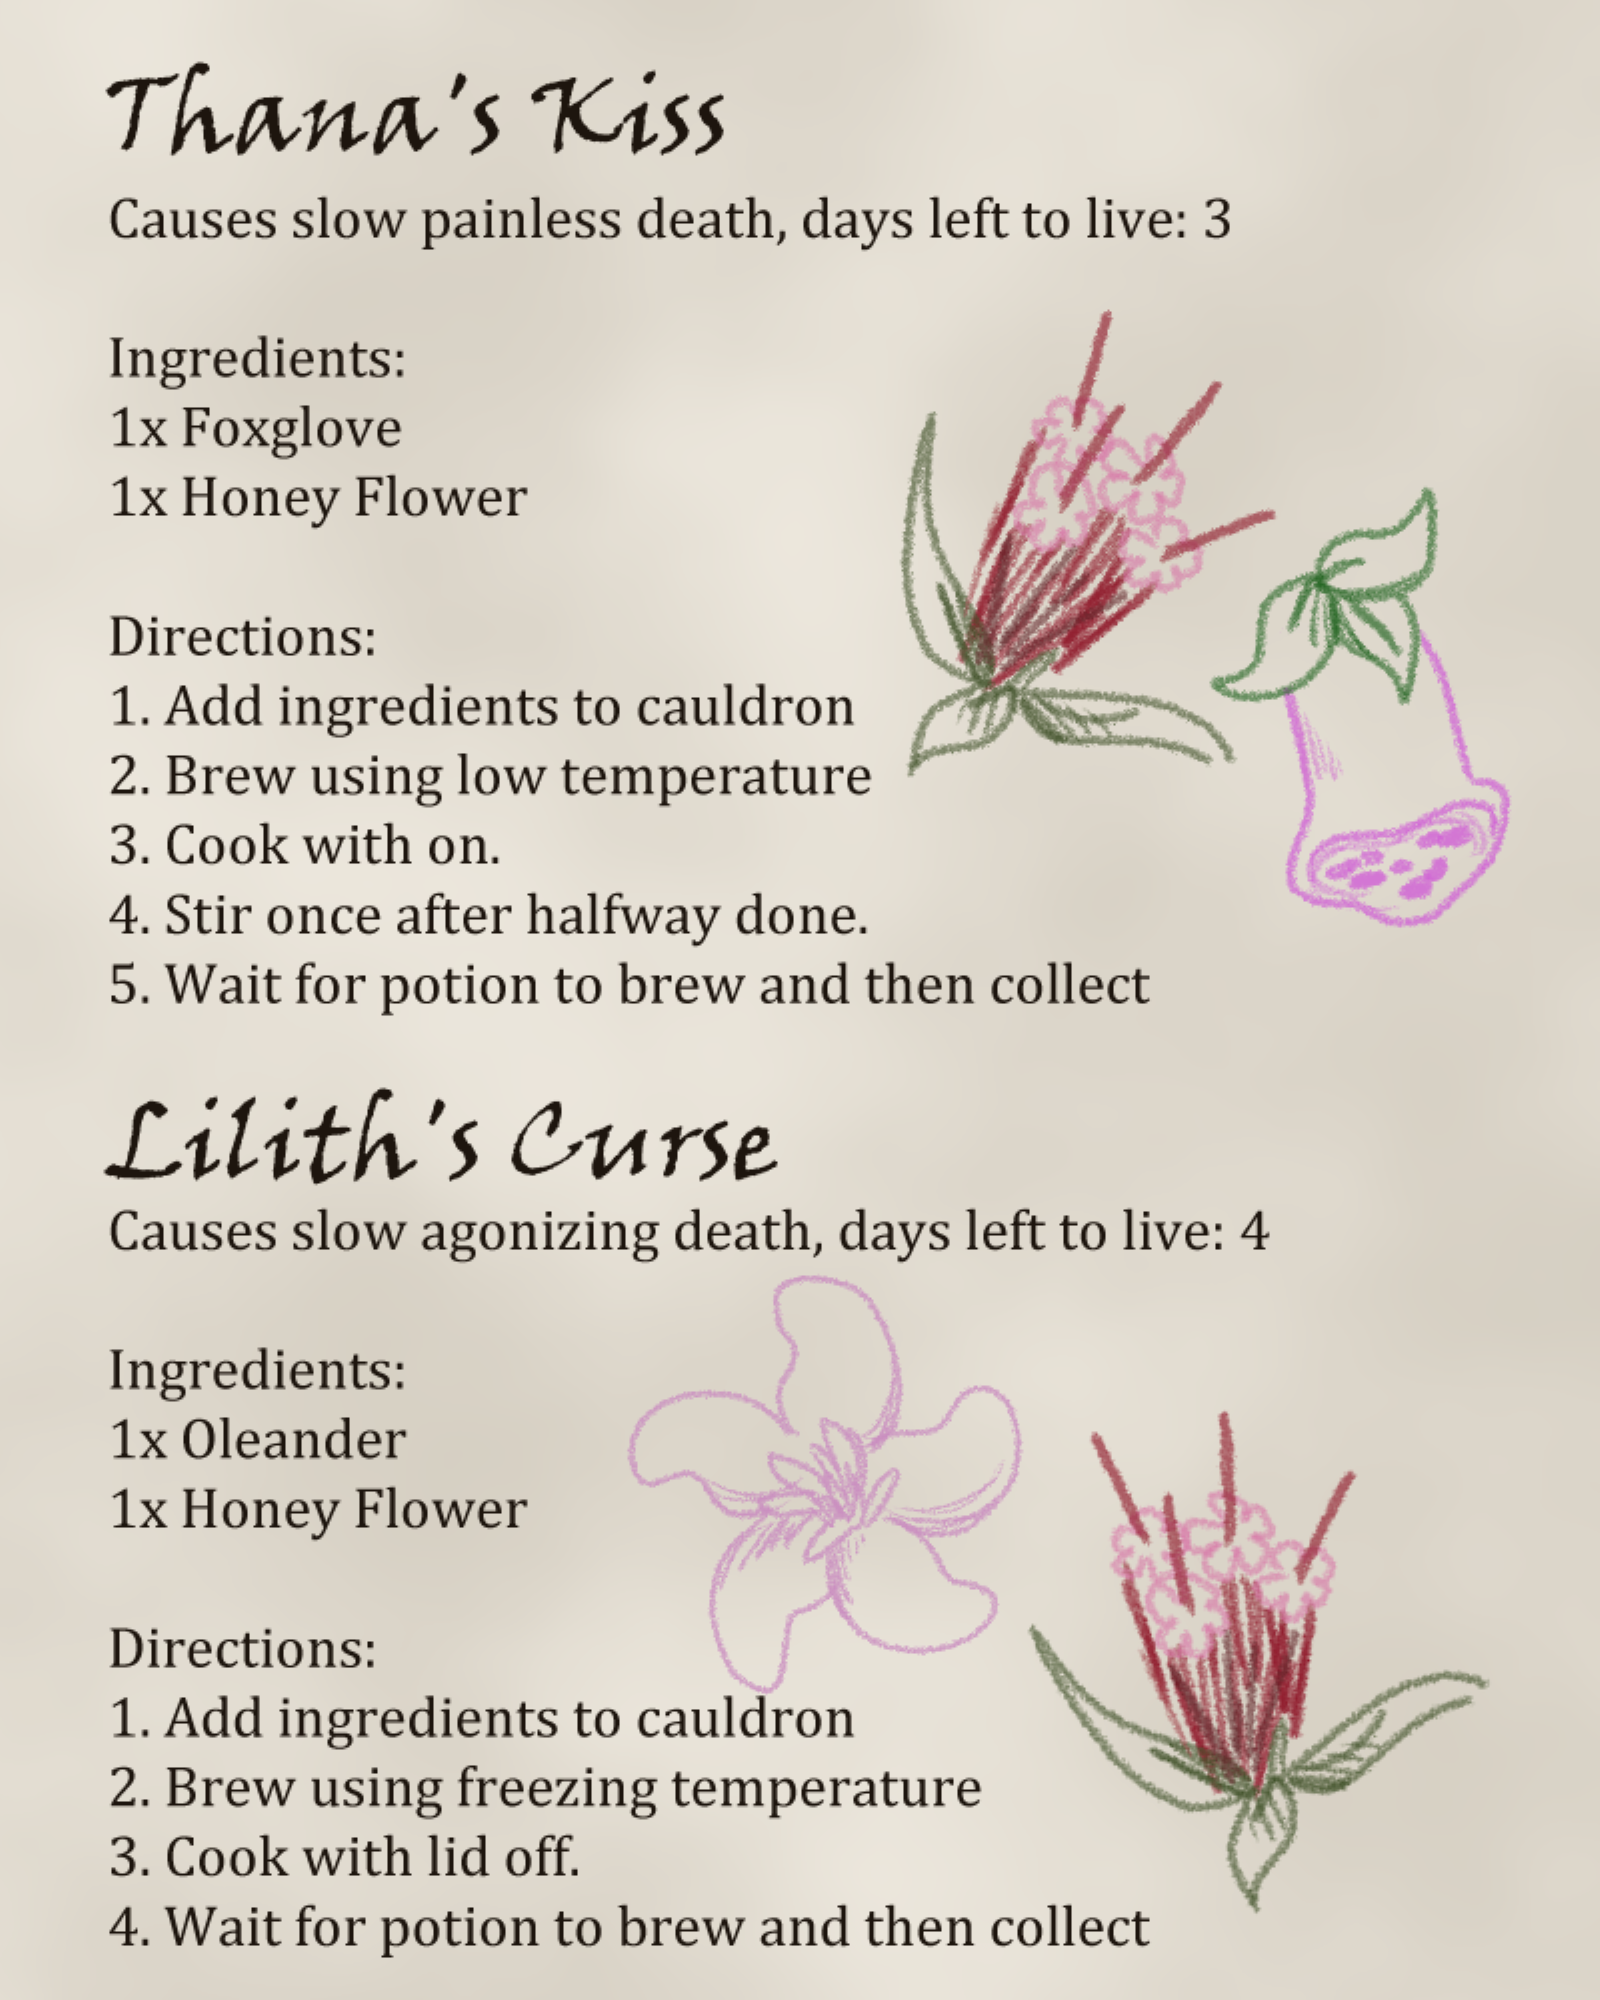 Thana's Kiss
Causes slow painless death, days left to live: 3
Ingredients:
1x Foxglove
1x Honey Flower
Directions:
1. Add ingredients to cauldron
2. Brew using low temperature
3. Cook with on.
4. Stir once after halfway done.
5. Wait for potion to brew and then collect
Lilith's Curse
Causes slow agonizing death, days left to live: 4
Ingredients:
1x Oleander
1x Honey Flower
Directions:
1. Add ingredients to cauldron
2. Brew using freezing temperature
3. Cook with lid off.
4. Wait for potion to brew and then collect